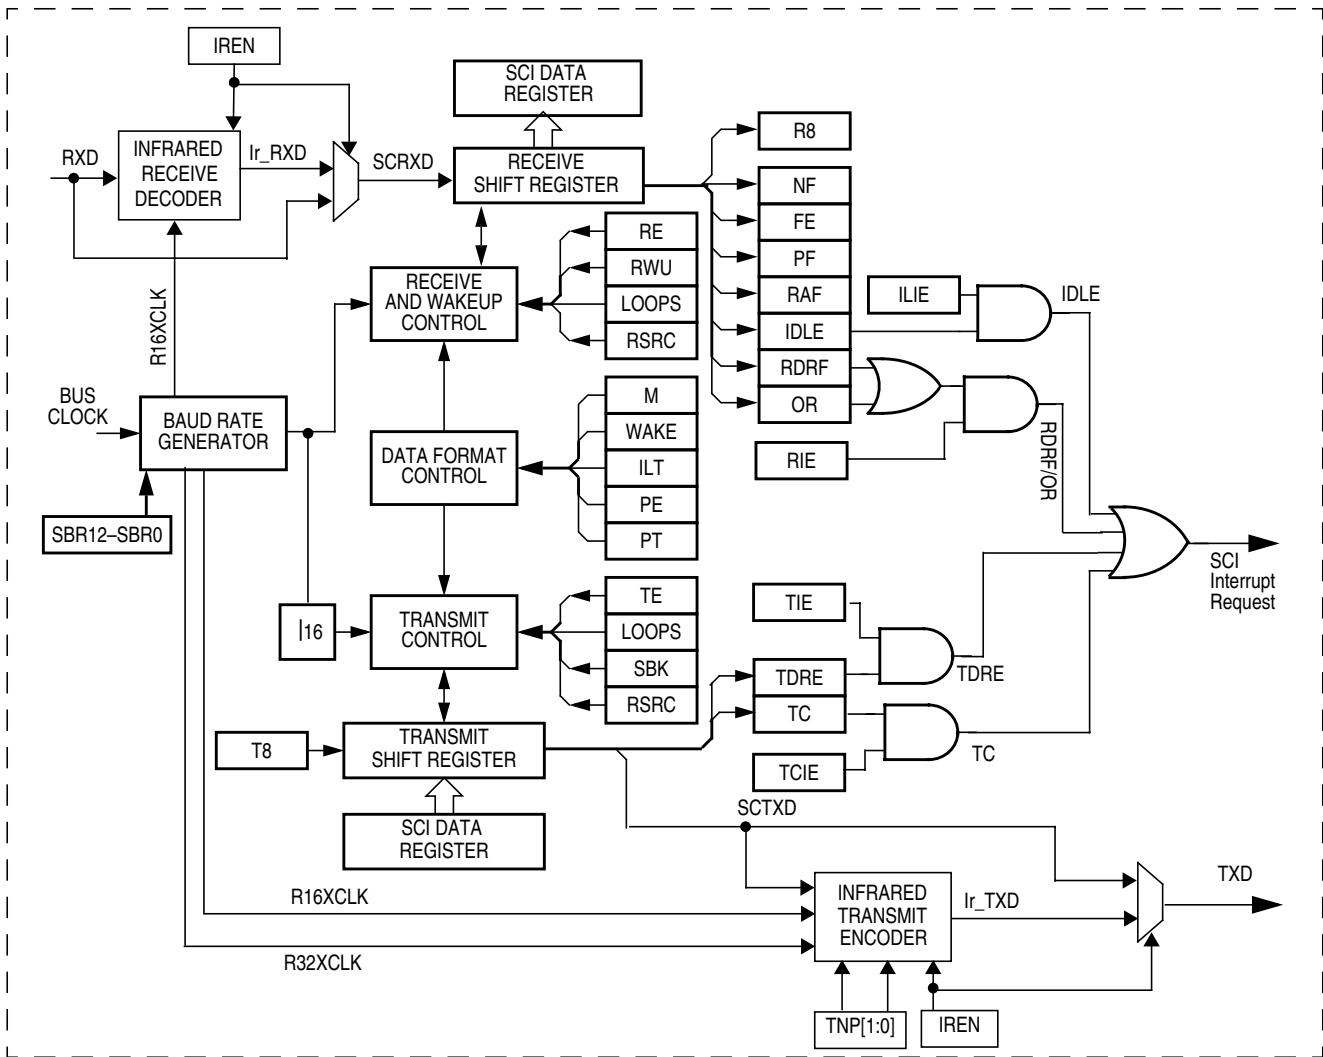 IREN
SCI DATA
REGISTER
R8
RXD
INFRARED
RECEIVE
DECODER
Ir_RXD
SCRXD
RECEIVE
SHIFT REGISTER
NF
FE
PF
RAF
IDLE
RDRF
OR
RE
RWU
LOOPS
RSRC
RECEIVE
AND WAKEUP
CONTROL
ILIE
IDLE
R16XCLK
BUS
CLOCK
BAUD RATE
GENERATOR
SBR12–SBR0
DATA FORMAT
CONTROL
M
WAKE
ILT
PE
PT
RIE
RDRF/OR
SCI
Interrupt
Request
|16
TRANSMIT
CONTROL
TE
LOOPS
SBK
RSRC
TIE
TDRE
TC
TCIE
TDRE
TC
T8
TRANSMIT
SHIFT REGISTER
SCI DATA
REGISTER
SCTXD
R16XCLK
R32XCLK
INFRARED
TRANSMIT
ENCODER
Ir_TXD
TXD
TNP[1:0]
IREN